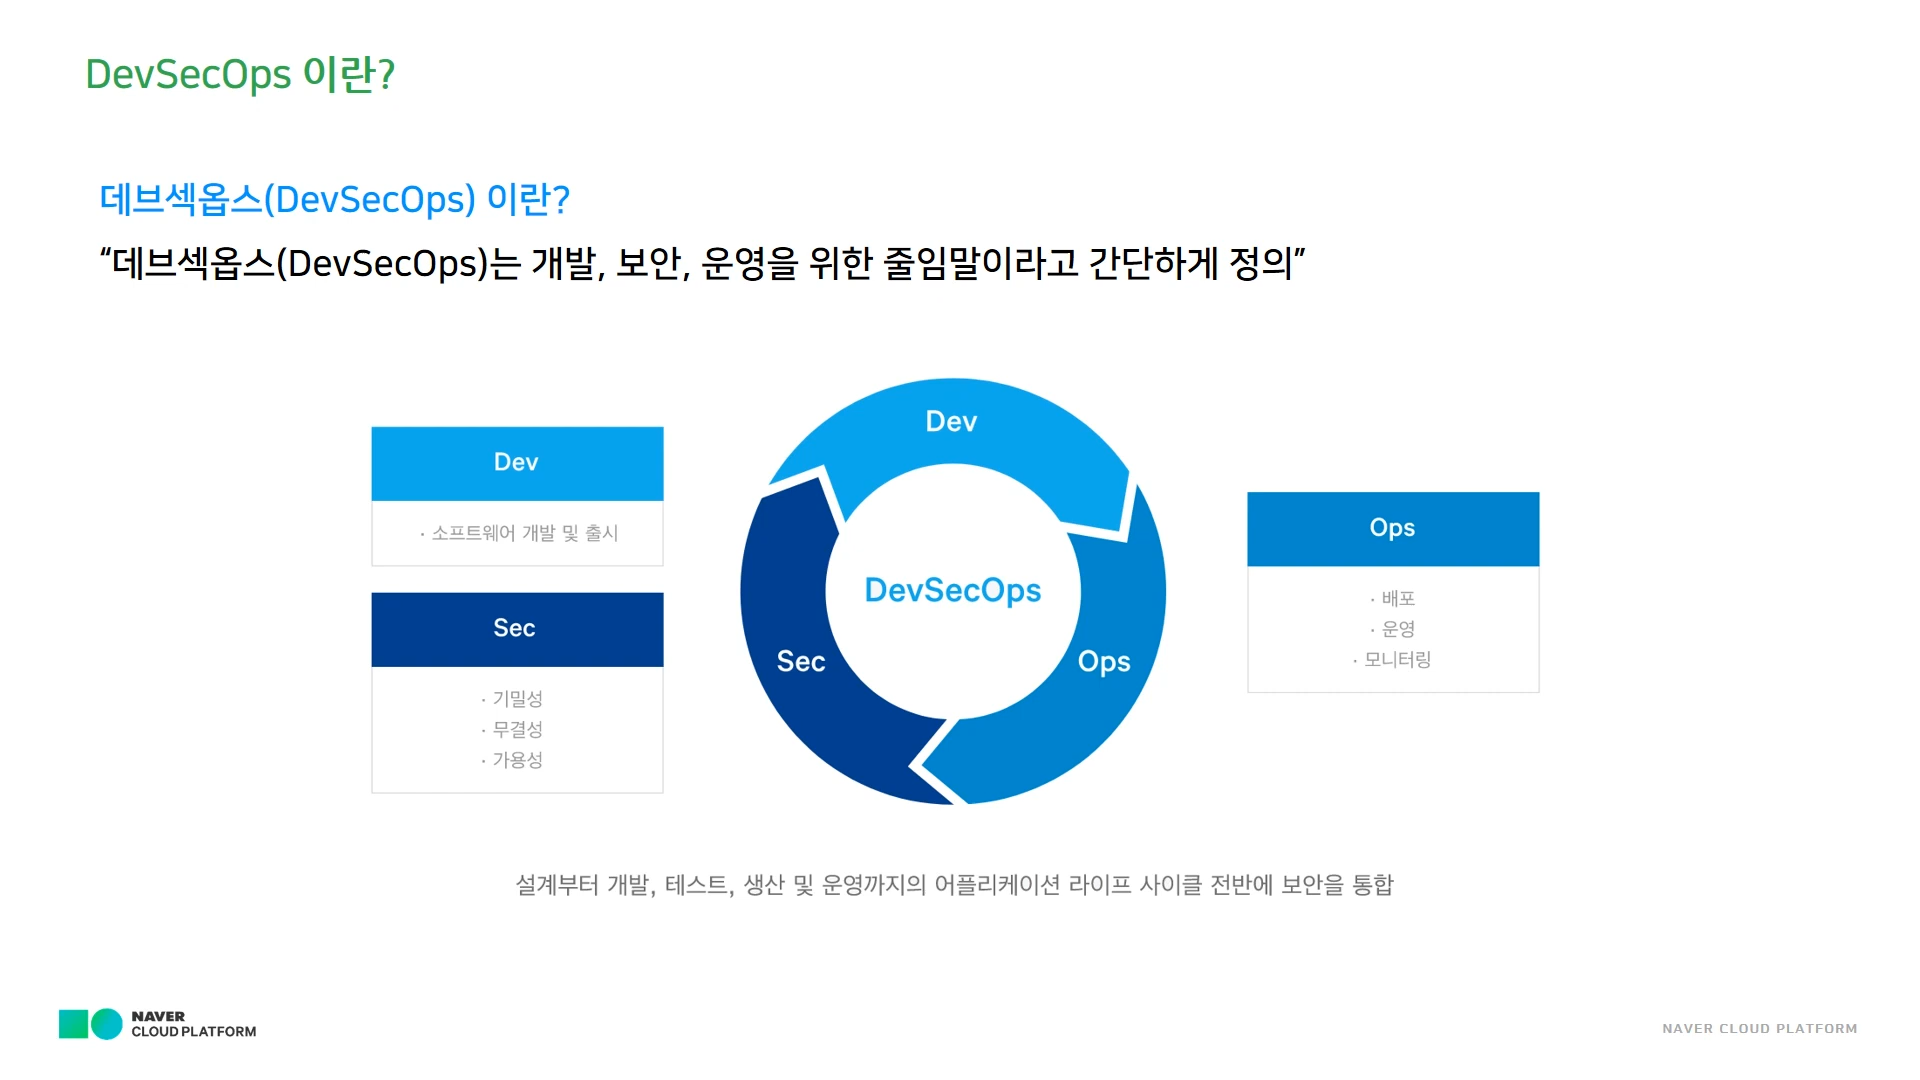 DevSecOps 이란?
데브섹옵스(DevSecOps) 이란?
“데브섹옵스(DevSecOps)는 개발, 보안, 운영을 위한 줄임말이라고 간단하게 정의”
Dev
· 소프트웨어 개발 및 출시
Sec
· 기밀성
· 무결성
· 가용성
Dev
DevSecOps
Sec
Ops
Ops
· 배포
· 운영
· 모니터링
설계부터 개발, 테스트, 생산 및 운영까지의 어플리케이션 라이프 사이클 전반에 보안을 통합
NAVER
CLOUD PLATFORM
NAVER CLOUD PLATFORM